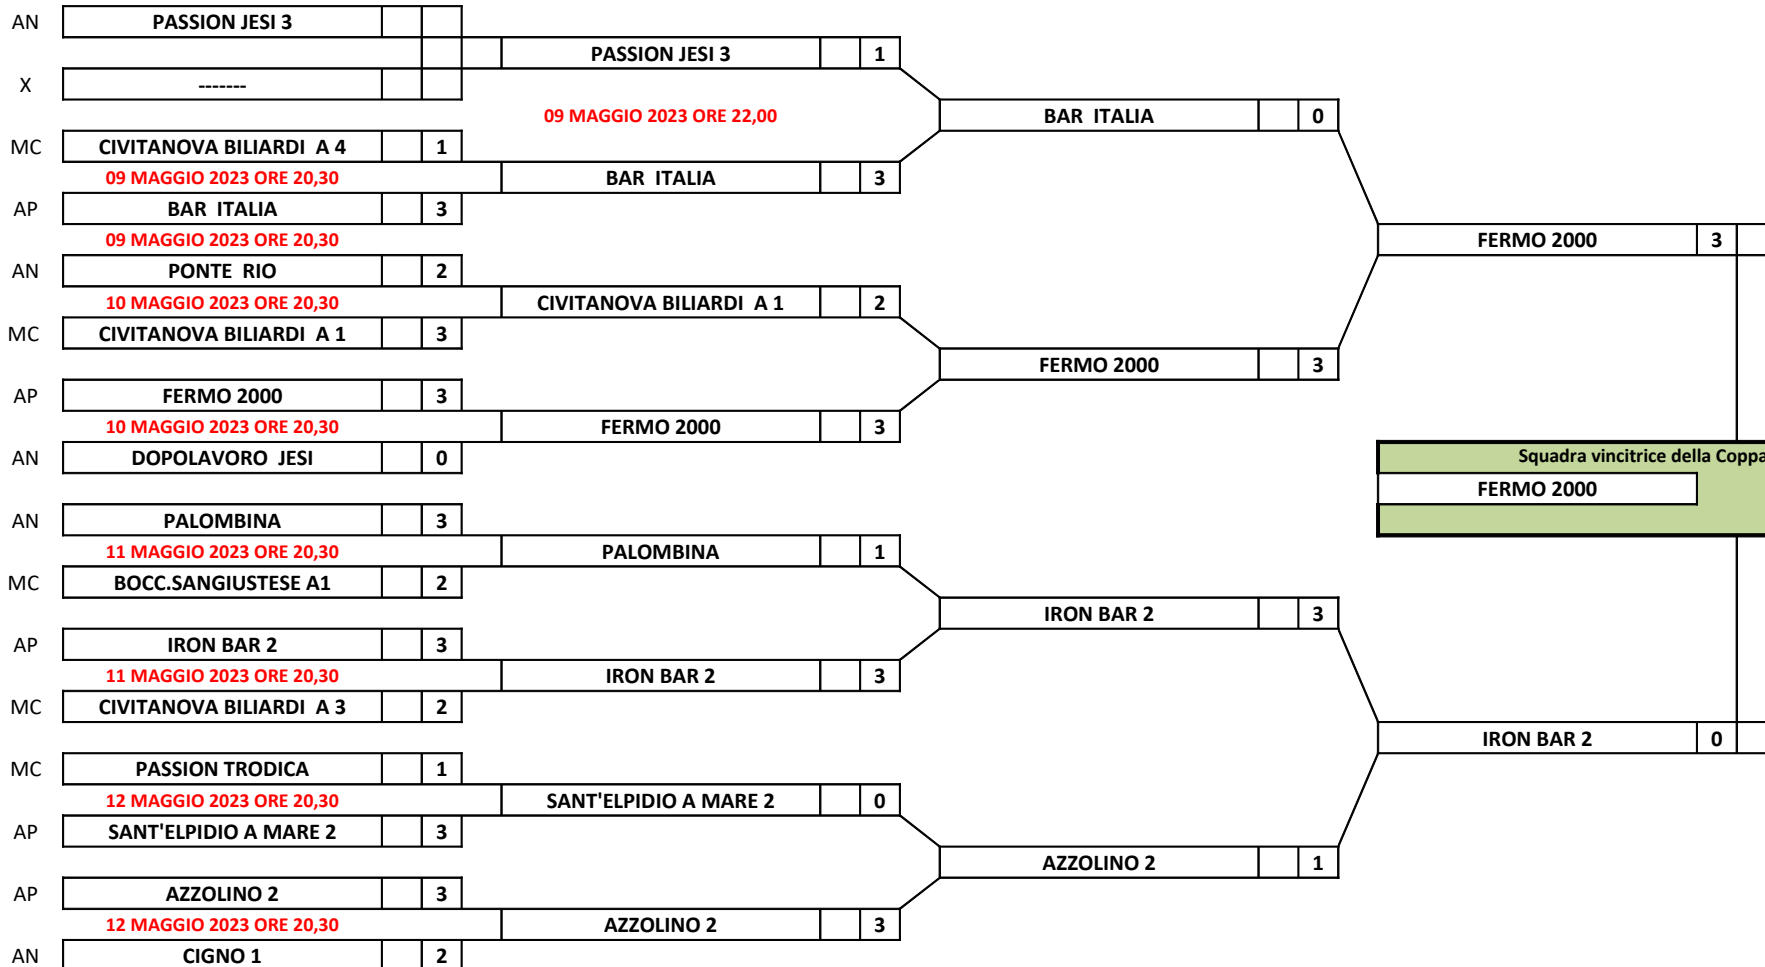 AN PASSION JESI 3
PASSION JESI 3 1
X -------
09 MAGGIO 2023 ORE 22,00 BAR ITALIA 0
MC CIVITANOVA BILIARDI A 4 1
09 MAGGIO 2023 ORE 20,30 BAR ITALIA 3
AP BAR ITALIA 3
09 MAGGIO 2023 ORE 20,30 FERMO 2000 3
AN PONTE RIO 2
10 MAGGIO 2023 ORE 20,30 CIVITANOVA BILIARDI A 1 2
MC CIVITANOVA BILIARDI A 1 3
FERMO 2000 3
AP FERMO 2000 3
10 MAGGIO 2023 ORE 20,30 FERMO 2000 3
AN DOPOLAVORO JESI 0 Squadra vincitrice della Coppa
FERMO 2000
AN PALOMBINA 3
11 MAGGIO 2023 ORE 20,30 PALOMBINA 1
MC BOCC.SANGIUSTESE A1 2
IRON BAR 2 3
AP IRON BAR 2 3
11 MAGGIO 2023 ORE 20,30 IRON BAR 2 3
MC CIVITANOVA BILIARDI A 3 2
IRON BAR 2 0
MC PASSION TRODICA 1
12 MAGGIO 2023 ORE 20,30 SANT'ELPIDIO A MARE 2 0
AP SANT'ELPIDIO A MARE 2 3
AZZOLINO 2 1
AP AZZOLINO 2 3
12 MAGGIO 2023 ORE 20,30 AZZOLINO 2 3
AN CIGNO 1 2